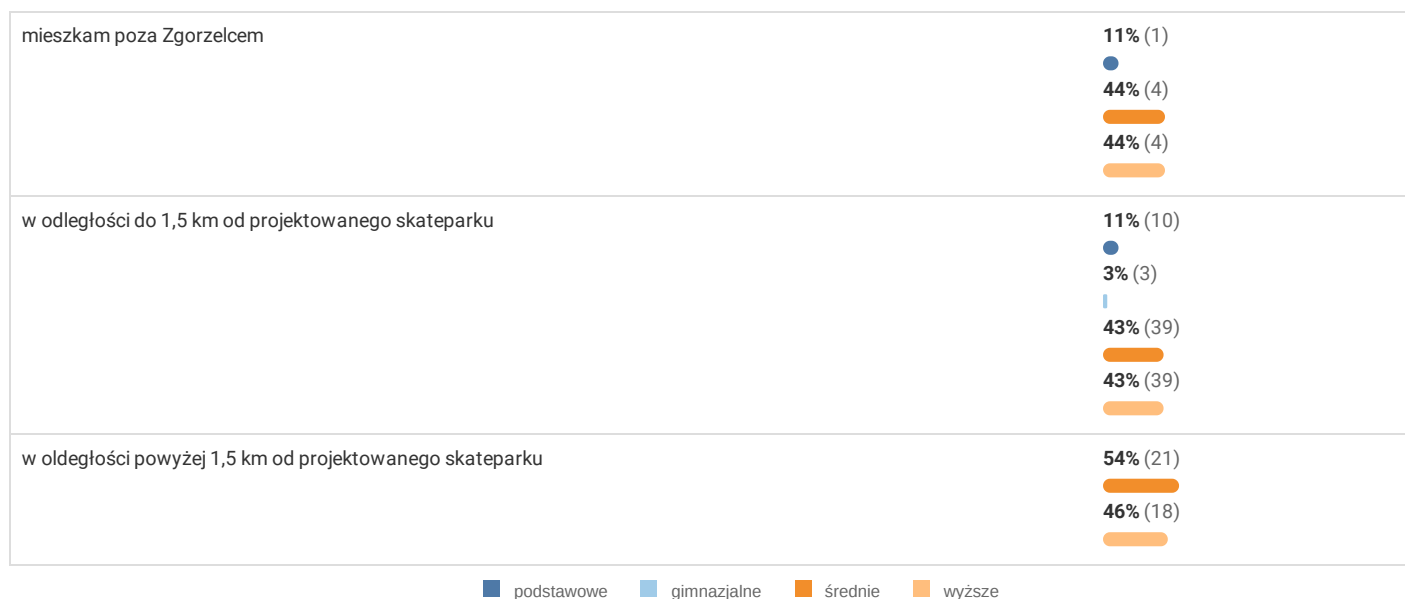 mieszkam poza Zgorzelcem
11% (1)
44% (4)
44% (4)
w odległości do 1,5 km od projektowanego skateparku
11% (10)
3% (3)
43% (39)
43% (39)
w oldegłości powyżej 1,5 km od projektowanego skateparku
54% (21)
46% (18)
podstawowe gimnazjalne średnie wyższe